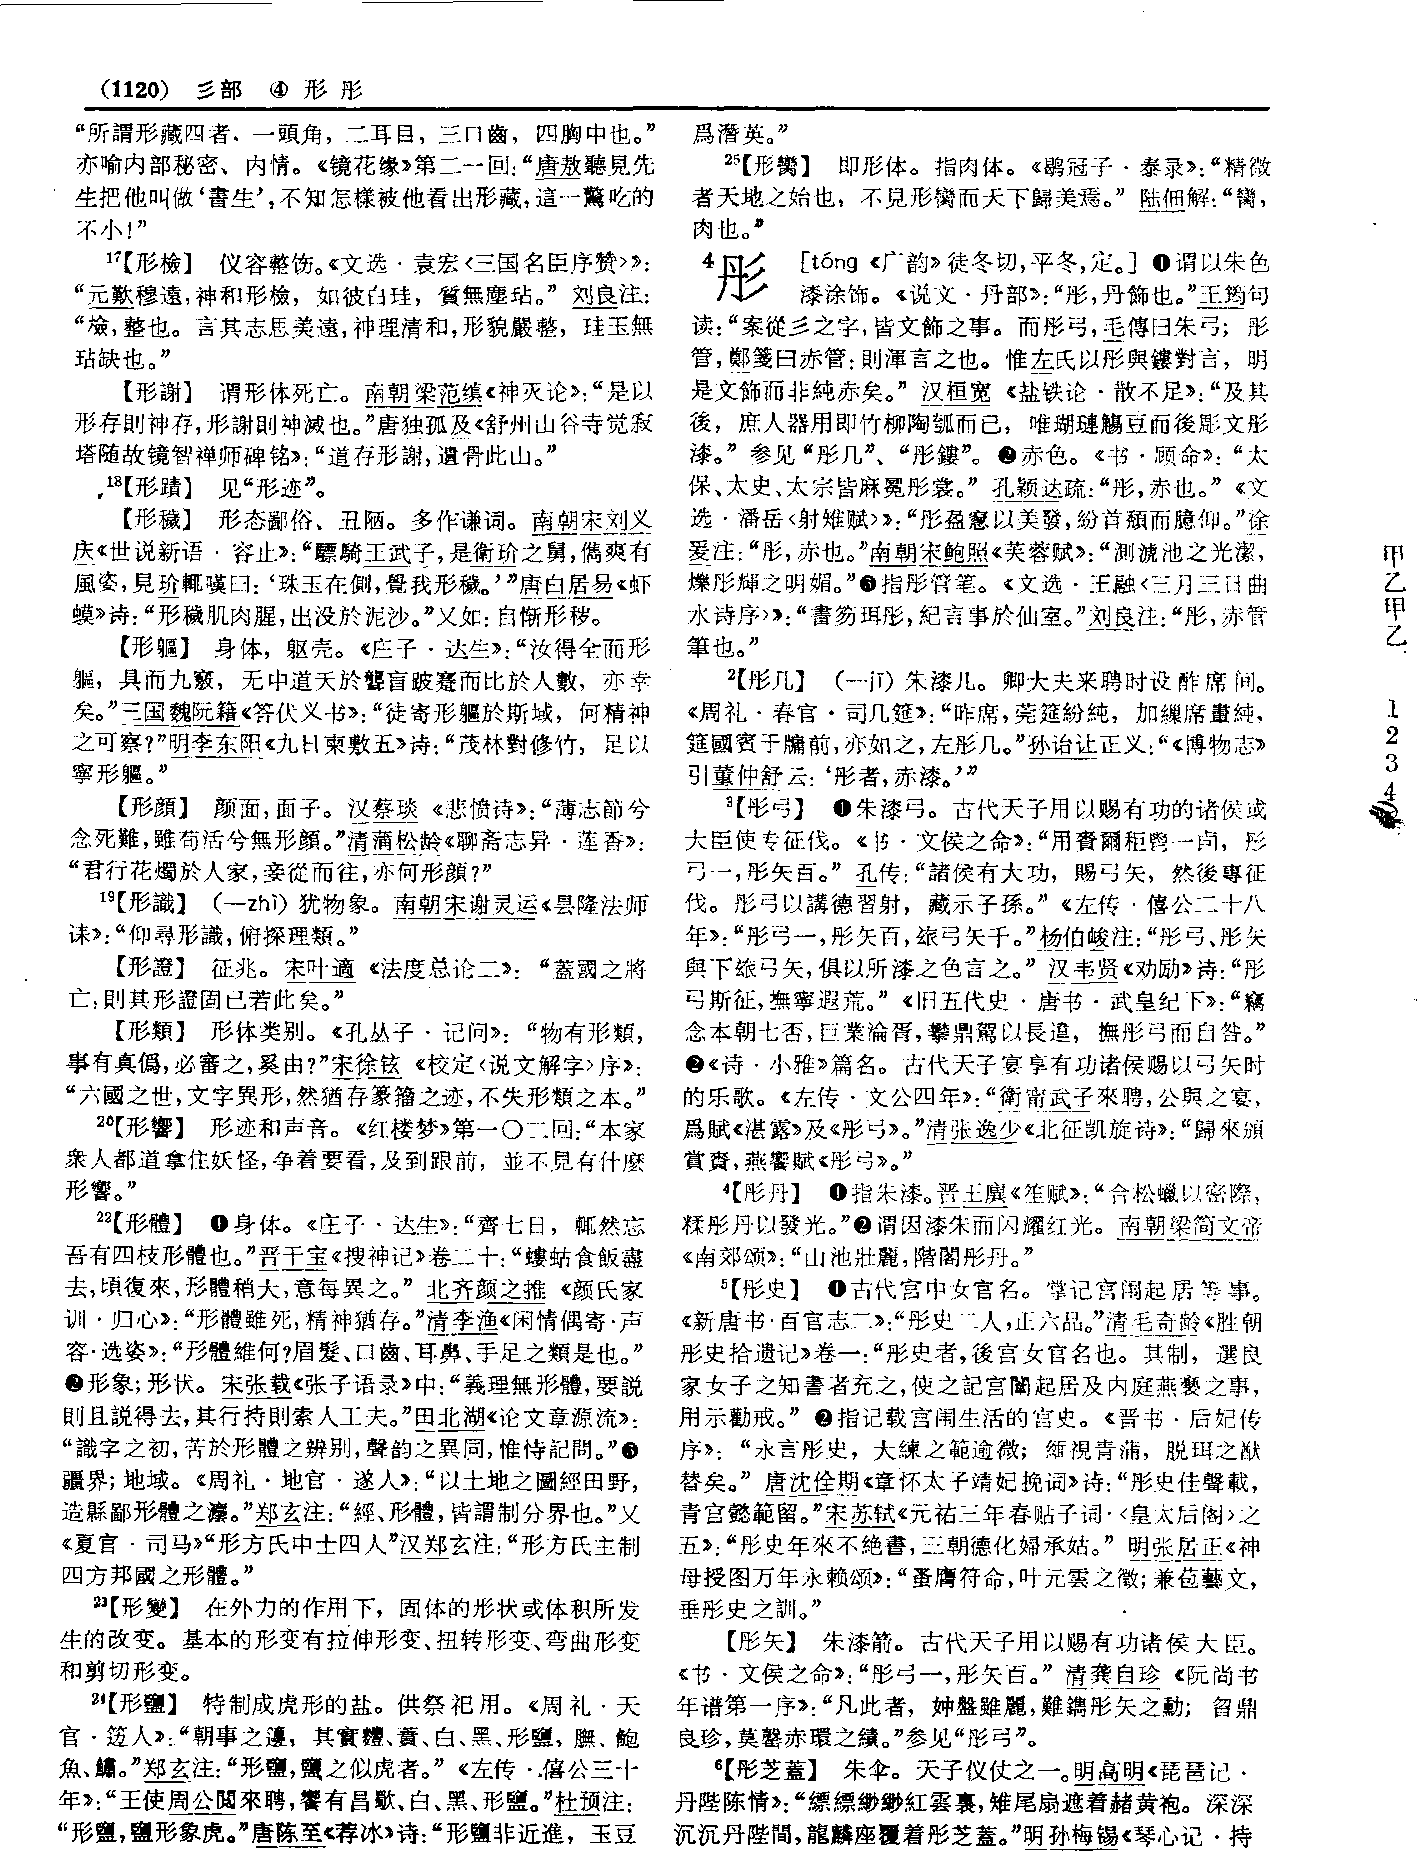 (1120) 彡部 ④ 形 彤
“所謂形藏四者，一頭角，二耳目，三口齒，四胸中也。”
亦喻内部秘密、内情。《镜花缘》第二一回：“唐敖聽見先
生把他叫做‘書生’，不知怎樣被他看出形藏，這一驚吃的
不小！”
17【形檢】 仪容整饬。《文选·袁宏〈三国名臣序赞〉》：
“元歎穆遠，神和形檢，如彼白珪，質無塵玷。” 刘良注：
“檢，整也。言其志思美遠，神理清和，形貌嚴整，珪玉無
玷缺也。”
【形謝】 谓形体死亡。南朝梁范缜《神灭论》：“是以
形存則神存，形謝則神滅也。”唐独孤及《舒州山谷寺觉寂
塔随故镜智禅师碑铭》：“道存形謝，遺骨此山。”
18【形蹟】 见“形迹”。
【形穢】 形态鄙俗、丑陋。多作谦词。南朝宋刘义
庆《世说新语·容止》：“驃騎王武子，是衛玠之舅，儁爽有
風姿，見玠輒嘆曰：‘珠玉在側，覺我形穢。’”唐白居易《虾
蟆》诗：“形穢肌肉腥，出没於泥沙。”又如：自惭形秽。
【形軀】 身体，躯壳。《庄子·达生》：“汝得全而形
軀，具而九竅，无中道夭於聾盲跛蹇而比於人數，亦幸
矣。”三国魏阮籍《答伏义书》：“徒寄形軀於斯域，何精神
之可察？”明李东阳《九日柬敷五》诗：“茂林對修竹，足以
寧形軀。”
【形顔】 颜面，面子。汉蔡琰《悲愤诗》：“薄志節兮
念死難，雖苟活兮無形顔。”清蒲松龄《聊斋志异·莲香》：
“君行花燭於人家，妾從而往，亦何形顔？”
19【形識】 （—zhì）犹物象。南朝宋谢灵运《昙隆法师
诔》：“仰尋形識，俯探理類。”
【形證】 征兆。宋叶適《法度总论二》：“蓋國之將
亡，則其形證固已若此矣。”
【形類】 形体类别。《孔丛子·记问》：“物有形類，
事有真僞，必審之，奚由？”宋徐铉《校定〈说文解字〉序》：
“六國之世，文字異形，然猶存篆籀之迹，不失形類之本。”
20【形響】 形迹和声音。《红楼梦》第一〇二回：“本家
衆人都道拿住妖怪，争着要看，及到跟前，並不見有什麽
形響。”
22【形體】 ❶身体。《庄子·达生》：“齊七日，輒然忘
吾有四枝形體也。”晋干宝《搜神记》卷二十：“螻蛄食飯盡
去，頃復來，形體稍大，意每異之。” 北齐颜之推《颜氏家
训·归心》：“形體雖死，精神猶存。”清李渔《闲情偶寄·声
容·选姿》：“形體維何？眉髮、口齒、耳鼻、手足之類是也。”
❷形象；形状。宋张载《张子语录》中：“義理無形體，要説
則且説得去，其行持則索人工夫。”田北湖《论文章源流》：
“識字之初，苦於形體之辨别，聲韵之異同，惟恃記問。”❸
疆界；地域。《周礼·地官·遂人》：“以土地之圖經田野，
造縣鄙形體之灋。”郑玄注：“經、形體，皆謂制分界也。”又
《夏官·司马》“形方氏中士四人”汉郑玄注：“形方氏主制
四方邦國之形體。”
23【形變】 在外力的作用下，固体的形状或体积所发
生的改变。基本的形变有拉伸形变、扭转形变、弯曲形变
和剪切形变。
24【形鹽】 特制成虎形的盐。供祭祀用。《周礼·天
官·笾人》：“朝事之籩，其實麷、蕡、白、黑、形鹽，膴、鮑
魚、鱐。”郑玄注：“形鹽，鹽之似虎者。”《左传·僖公三十
年》：“王使周公閲來聘，饗有昌歜、白、黑、形鹽。”杜预注：
“形鹽，鹽形象虎。”唐陈至《荐冰》诗：“形鹽非近進，玉豆
爲潛英。”
25【形臠】 即形体。指肉体。《鹖冠子·泰录》：“精微
者天地之始也，不見形臠而天下歸美焉。” 陆佃解：“臠，
肉也。”
4彤 ［tóng《广韵》徒冬切，平冬，定。］❶谓以朱色
漆涂饰。《说文·丹部》：“彤，丹飾也。”王筠句
读：“案從彡之字，皆文飾之事。而彤弓，毛傳曰朱弓；彤
管，鄭箋曰赤管：則渾言之也。惟左氏以彤與鏤對言，明
是文飾而非純赤矣。” 汉桓宽《盐铁论·散不足》：“及其
後，庶人器用即竹柳陶瓠而已，唯瑚璉觴豆而後彫文彤
漆。” 参见“彤几”、“彤鏤”。❷赤色。《书·顾命》：“太
保、太史、太宗皆麻冕彤裳。” 孔颖达疏：“彤，赤也。”《文
选·潘岳〈射雉赋〉》：“彤盈窻以美發，紛首頹而臆仰。”徐
爰注：“彤，赤也。”南朝宋鲍照《芙蓉赋》：“測滮池之光潔，
爍彤輝之明媚。”❸指彤管笔。《文选·王融〈三月三日曲
水诗序〉》：“書笏珥彤，紀言事於仙室。”刘良注：“彤，赤管
筆也。”
2【彤几】 （—jī）朱漆几。卿大夫来聘时设酢席间。
《周礼·春官·司几筵》：“昨席，莞筵紛純，加繅席畫純，
筵國賓于牖前，亦如之，左彤几。”孙诒让正义：“《博物志》
引董仲舒云：‘彤者，赤漆。’”
3【彤弓】 ❶朱漆弓。古代天子用以赐有功的诸侯或
大臣使专征伐。《书·文侯之命》：“用賚爾秬鬯一卣，彤
弓一，彤矢百。” 孔传：“諸侯有大功，賜弓矢，然後專征
伐。彤弓以講德習射，藏示子孫。”《左传·僖公二十八
年》：“彤弓一，彤矢百，玈弓矢千。”杨伯峻注：“彤弓、彤矢
與下玈弓矢，俱以所漆之色言之。” 汉韦贤《劝励》诗：“彤
弓斯征，撫寧遐荒。”《旧五代史·唐书·武皇纪下》：“竊
念本朝屯否，巨業淪胥，攀鼎駕以長違，撫彤弓而自咎。”
❷《诗·小雅》篇名。古代天子宴享有功诸侯赐以弓矢时
的乐歌。《左传·文公四年》：“衛甯武子來聘，公與之宴，
爲賦《湛露》及《彤弓》。”清张逸少《北征凯旋诗》：“歸來頒
賞賚，燕饗賦《彤弓》。”
4【彤丹】 ❶指朱漆。晋王廙《笙赋》：“合松蠟以密際，
糅彤丹以發光。”❷谓因漆朱而闪耀红光。南朝梁简文帝
《南郊颂》：“山池壯麗，階閣彤丹。”
5【彤史】 ❶古代宫中女官名。掌记宫闱起居等事。
《新唐书·百官志二》：“彤史二人，正六品。”清毛奇龄《胜朝
彤史拾遗记》卷一：“彤史者，後宫女官名也。其制，選良
家女子之知書者充之，使之記宫闈起居及内庭燕褻之事，
用示勸戒。” ❷指记载宫闱生活的宫史。《晋书·后妃传
序》：“永言彤史，大練之範逾微；緬視青蒲，脱珥之猷
替矣。” 唐沈佺期《章怀太子靖妃挽词》诗：“彤史佳聲載，
青宫懿範留。”宋苏轼《元祐三年春贴子词·〈皇太后阁〉之
五》：“彤史年來不絶書，三朝德化婦承姑。” 明张居正《神
母授图万年永赖颂》：“蚤膺符命，叶元雲之徵；兼苞藝文，
垂彤史之訓。”
【彤矢】 朱漆箭。古代天子用以赐有功诸侯大臣。
《书·文侯之命》：“彤弓一，彤矢百。” 清龚自珍《阮尚书
年谱第一序》：“凡此者，妽盤雖麗，難鐫彤矢之勳；䍃鼎
良珍，莫罄赤環之績。”参见“彤弓”。
6【彤芝蓋】 朱伞。天子仪仗之一。明高明《琵琶记·
丹陛陈情》：“縹縹緲緲紅雲裏，雉尾扇遮着赭黄袍。深深
沉沉丹陛間，龍麟座覆着彤芝蓋。”明孙梅锡《琴心记·持
甲乙甲乙 1234